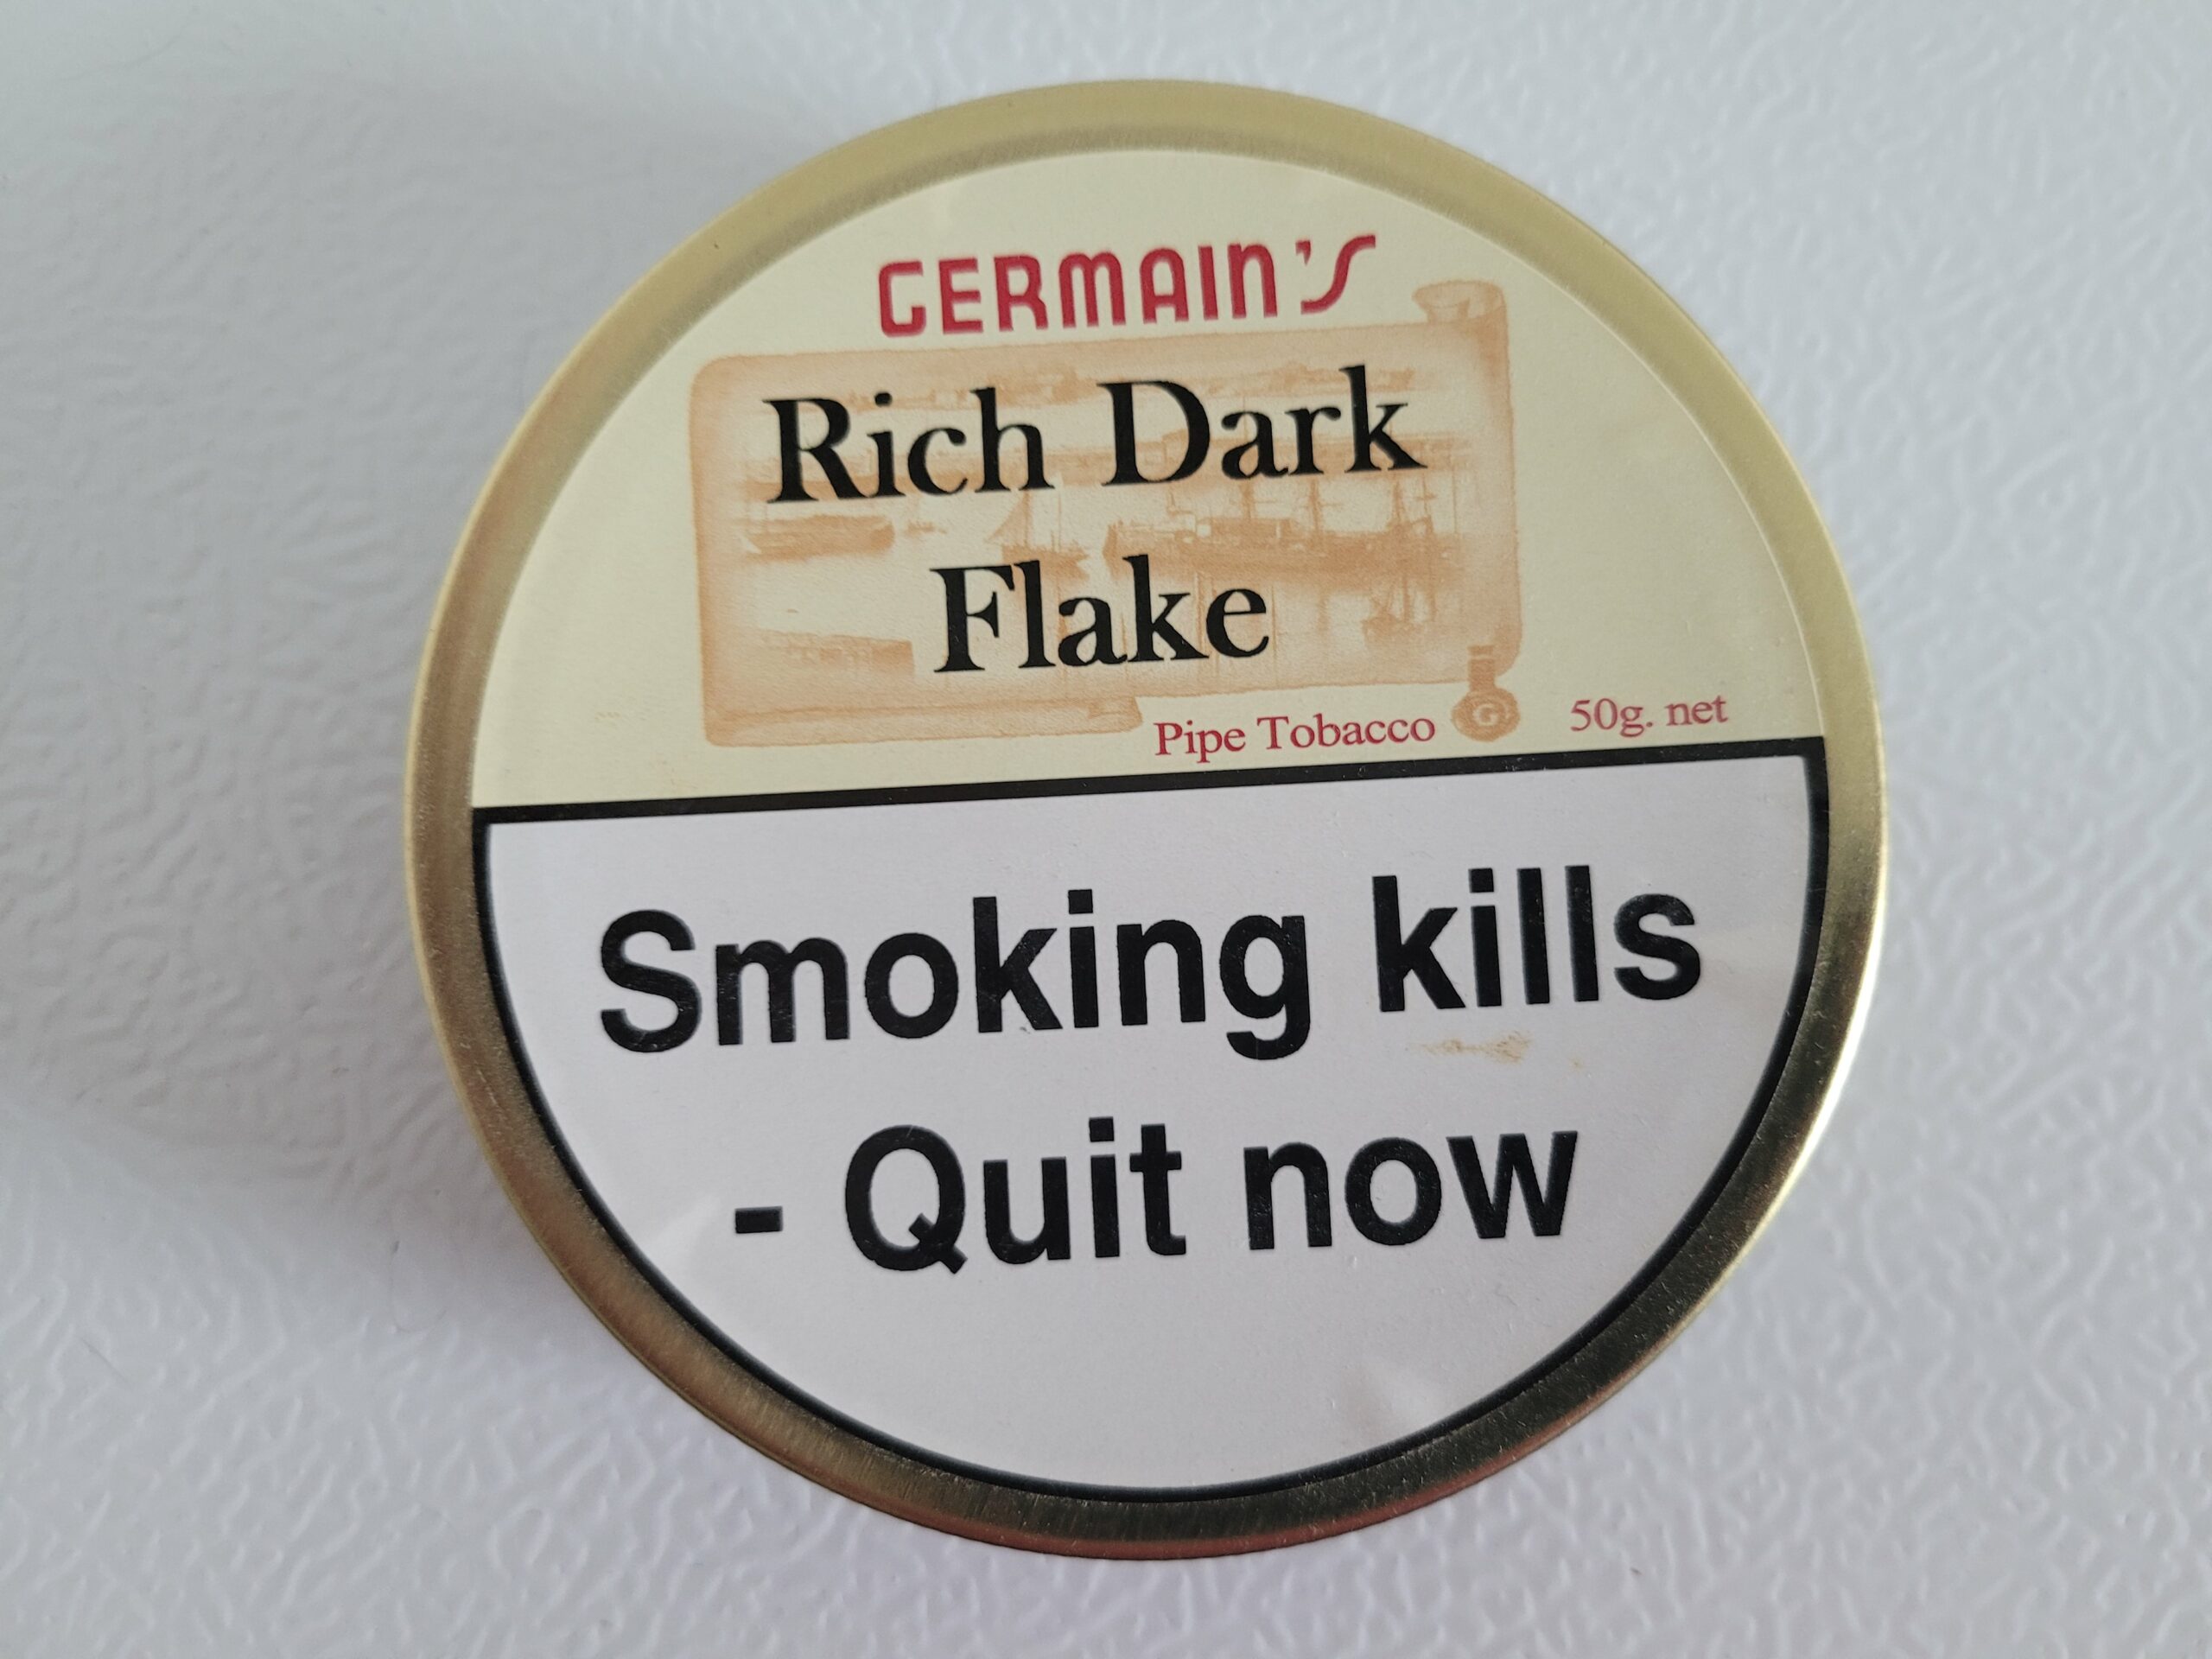 GERMAIN'S
Rich Dark
Flake
Pipe Tobacco G 50g. net
Smoking kills
- Quit now